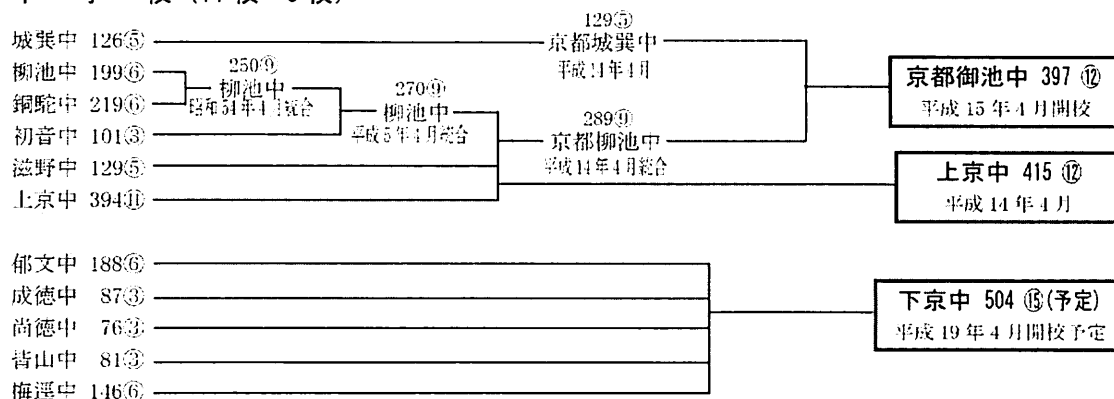 城巽中 126⑤
柳池中 199⑥
銅駝中 219⑥
初音中 101③
滋野中 129⑤
上京中 394⑪
250⑨
柳池中
昭和54年4月統合
270⑨
柳池中
平成5年4月統合
129⑤
京都城巽中
平成14年4月
289⑨
京都柳池中
平成14年4月統合
京都御池中 397 ⑫
平成15年4月開校
上京中 415 ⑫
平成14年4月
郁文中 188⑥
成徳中 87③
尚徳中 76③
皆山中 81③
梅逕中 146⑥
下京中 504 ⑮(予定)
平成19年4月開校予定